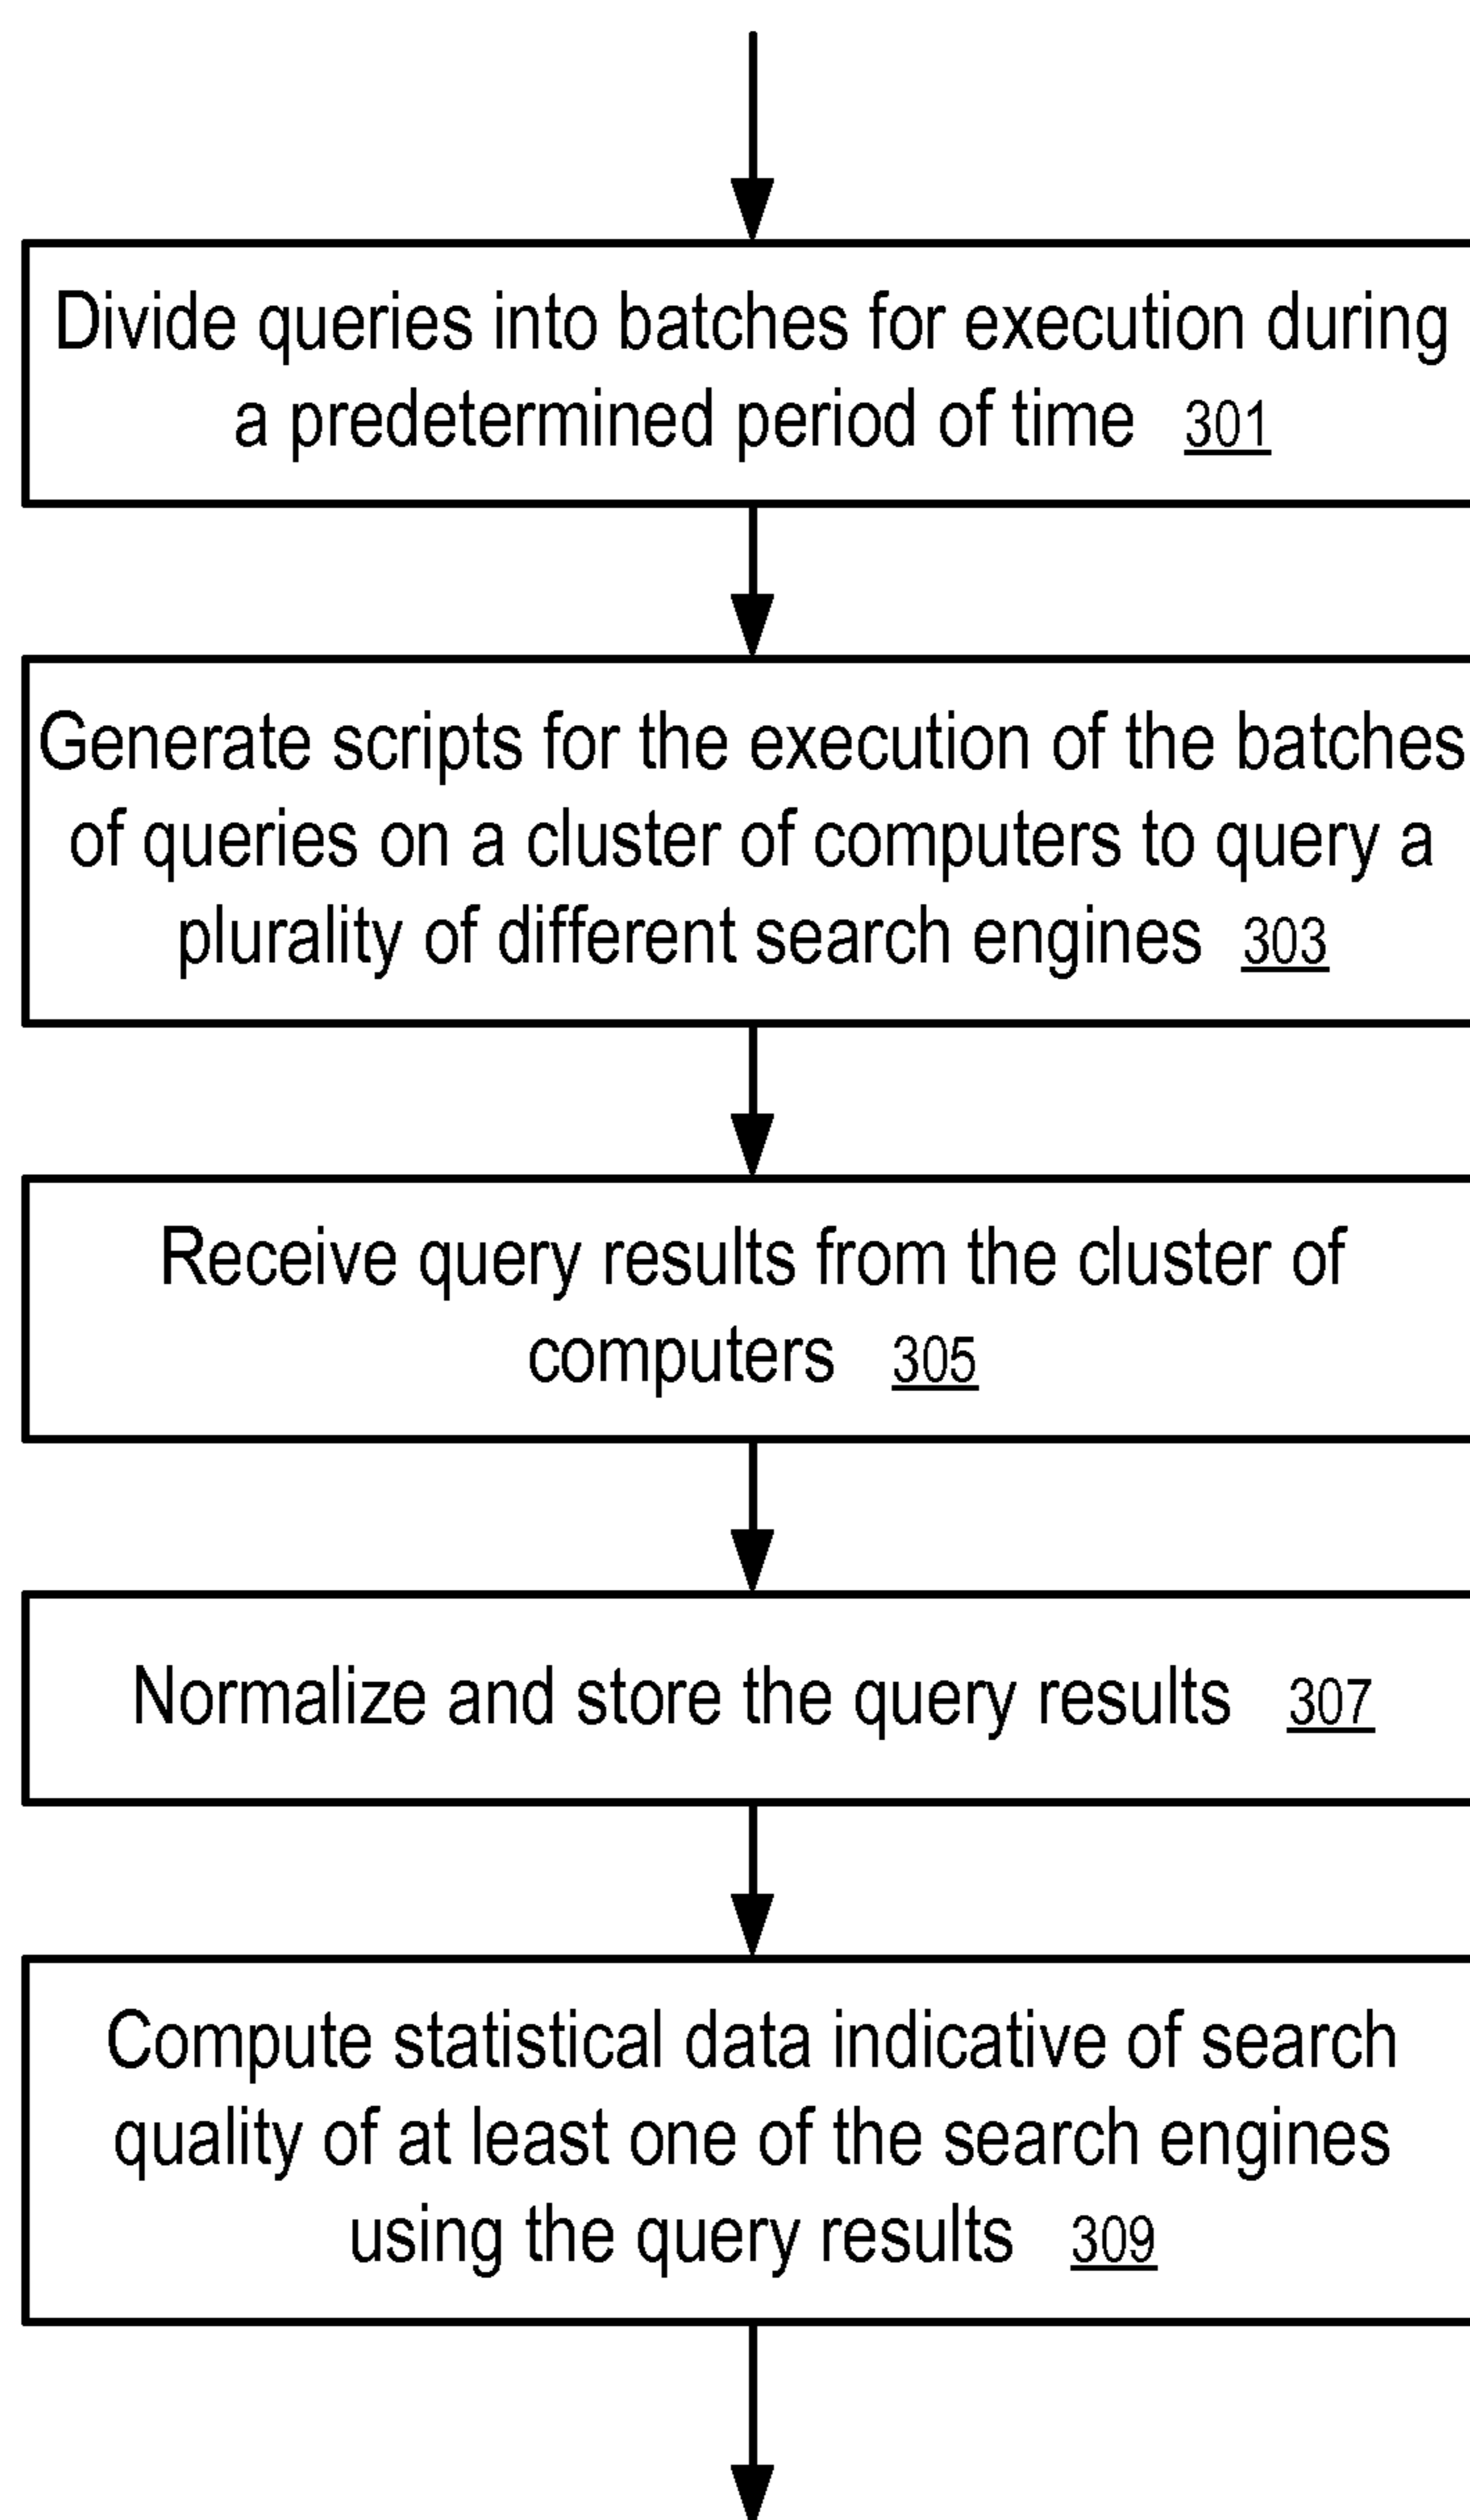 Divide queries into batches for execution during
a predetermined period of time 301
Generate scripts for the execution of the batches
of queries on a cluster of computers to query a
plurality of different search engines 303
Receive query results from the cluster of
computers 305
Normalize and store the query results 307
Compute statistical data indicative of search
quality of at least one of the search engines
using the query results 309